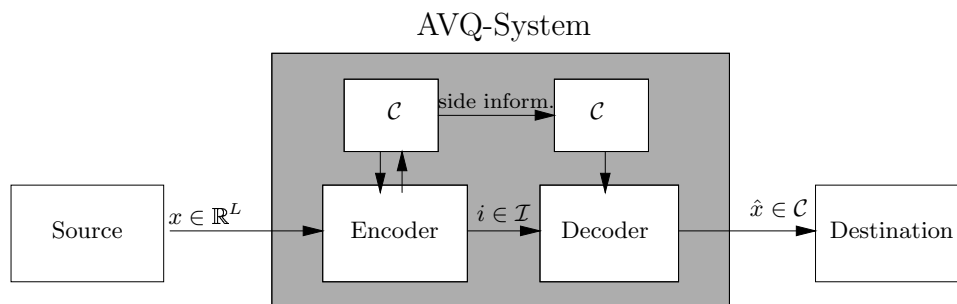 AVQ-System
𝒞
side inform.
𝒞
Source
x ∈ ℝ^L
Encoder
i ∈ ℐ
Decoder
x̂ ∈ 𝒞
Destination